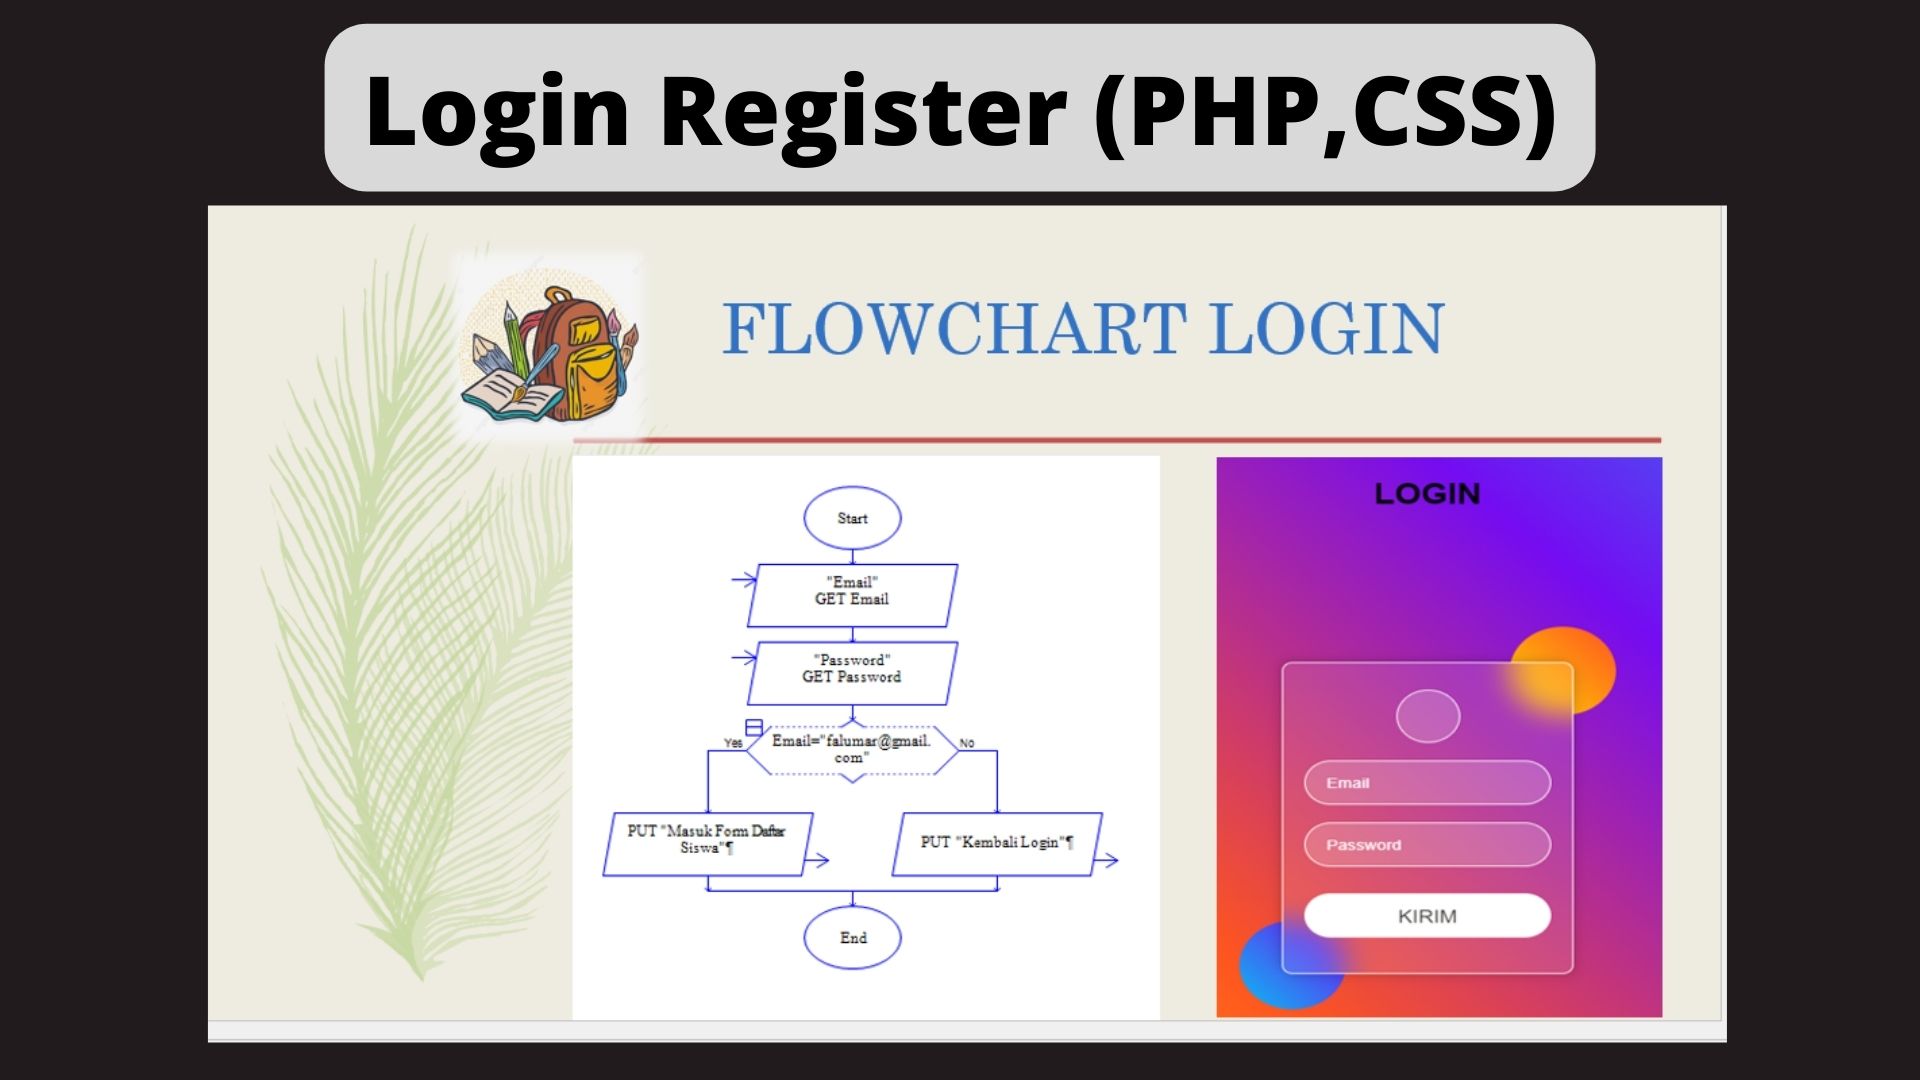 Login Register (PHP,CSS)
FLOWCHART LOGIN
Start
"Email"
GET Email
"Password"
GET Password
Yes
Email="falumar@gmail.
com"
No
PUT "Masuk Form Daftar
Siswa"¶
PUT "Kembali Login"¶
End
LOGIN
Email
Password
KIRIM